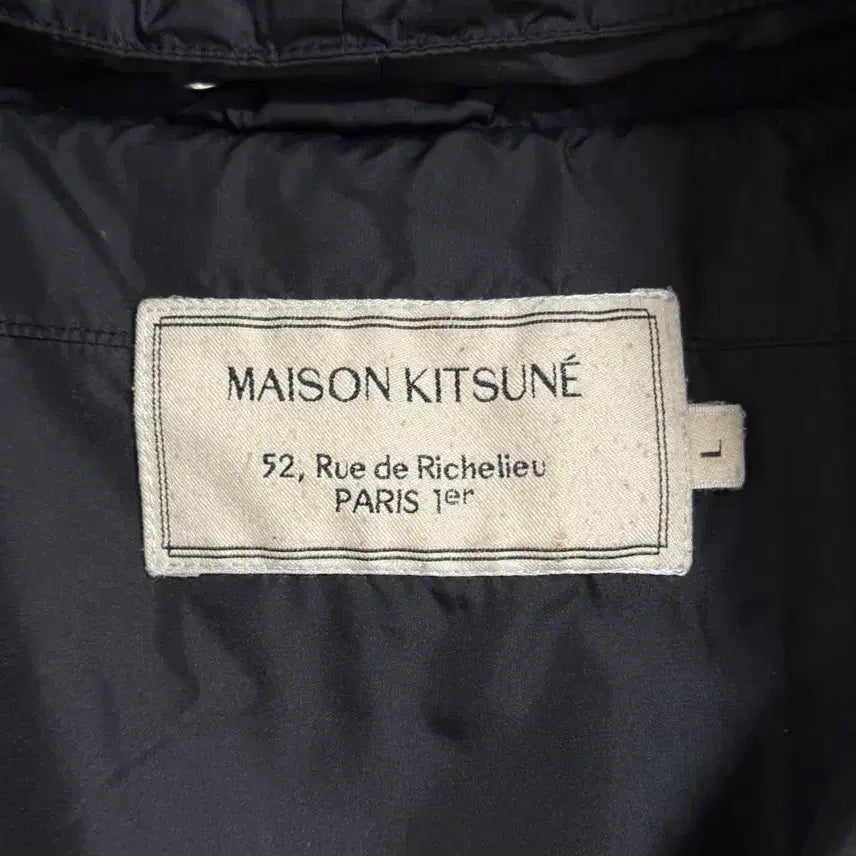 MAISON KITSUNÉ
52, Rue de Richelieu
PARIS 1er
L